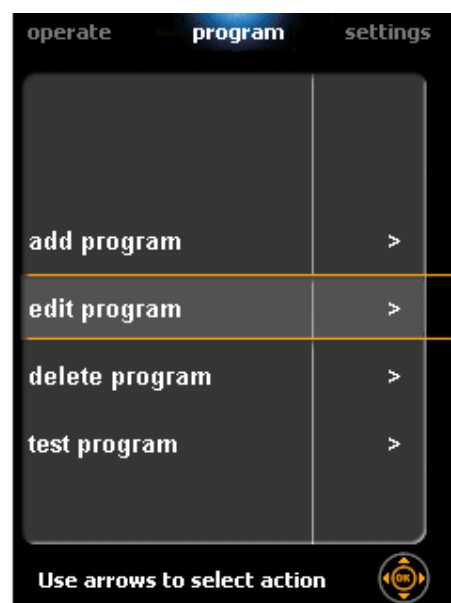 operate program settings
add program >
edit program >
delete program >
test program >
Use arrows to select action OK